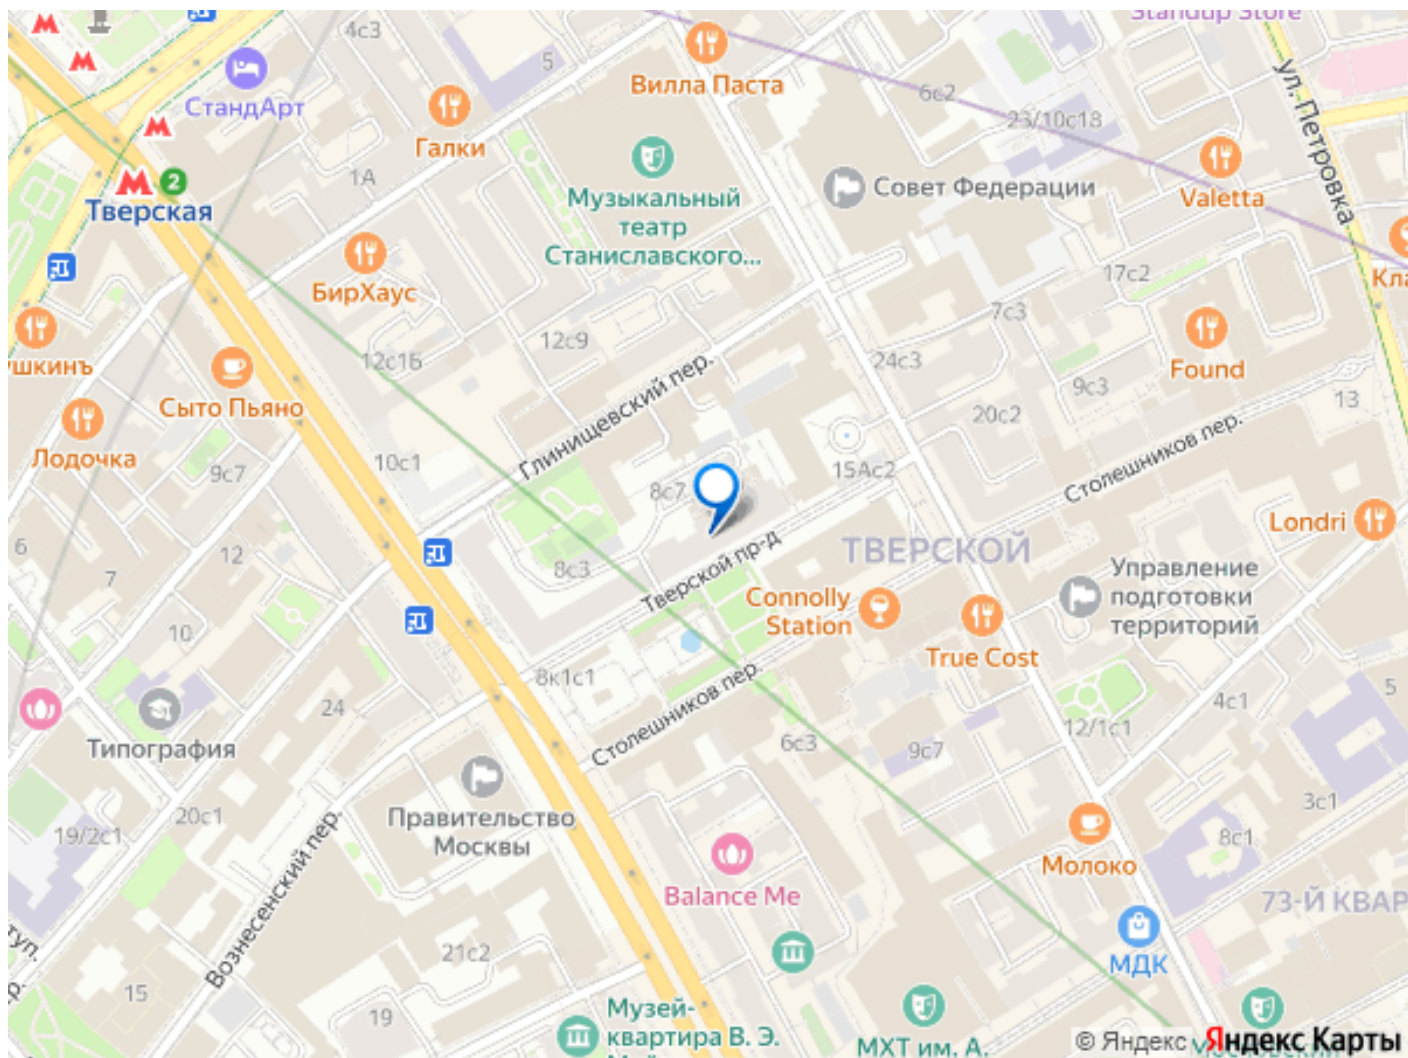 Standup Store
4с3
5
Вилла Паста
СтандАрт
6с2
23/10с18
ул. Петровка
Галки
1А
2
Тверская
Музыкальный
театр
Станиславского...
Совет Федерации
Valetta
БирХаус
17с2
Кла
7с3
ушкинъ
12с1Б
12с9
24с3
Found
9с3
Сыто Пьяно
Глинищевский пер.
20с2
13
Столешников пер.
Лодочка
9с7
10с1
8с7
15Ас2
Londri
6
12
7
8с3
Тверской пр-д
ТВЕРСКОЙ
Connolly
Station
Управление
подготовки
территорий
10
True Cost
8к1с1
Столешников пер.
24
5
4с1
12/1с1
Типография
6с3
9с7
Правительство
Москвы
20с1
19/2с1
3с1
8с1
Вознесенский пер.
Balance Me
Молоко
73-Й КВАР
туп.
21с2
МДК
р.
15
19
Музей-
квартира В. Э.
МХТ им. А.
© Яндекс Яндекс Карты